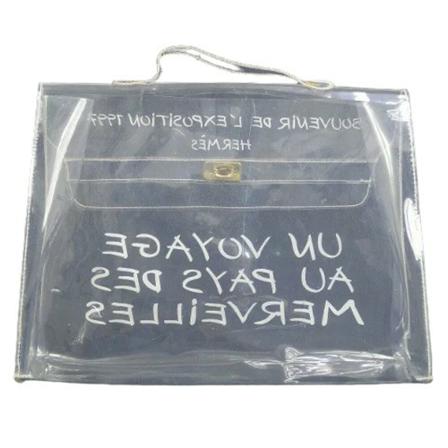 SOUVENIR DE L'EXPOSITION 1997
HERMÈS
UN VOYAGE
AU PAYS DES
MERVEILLES